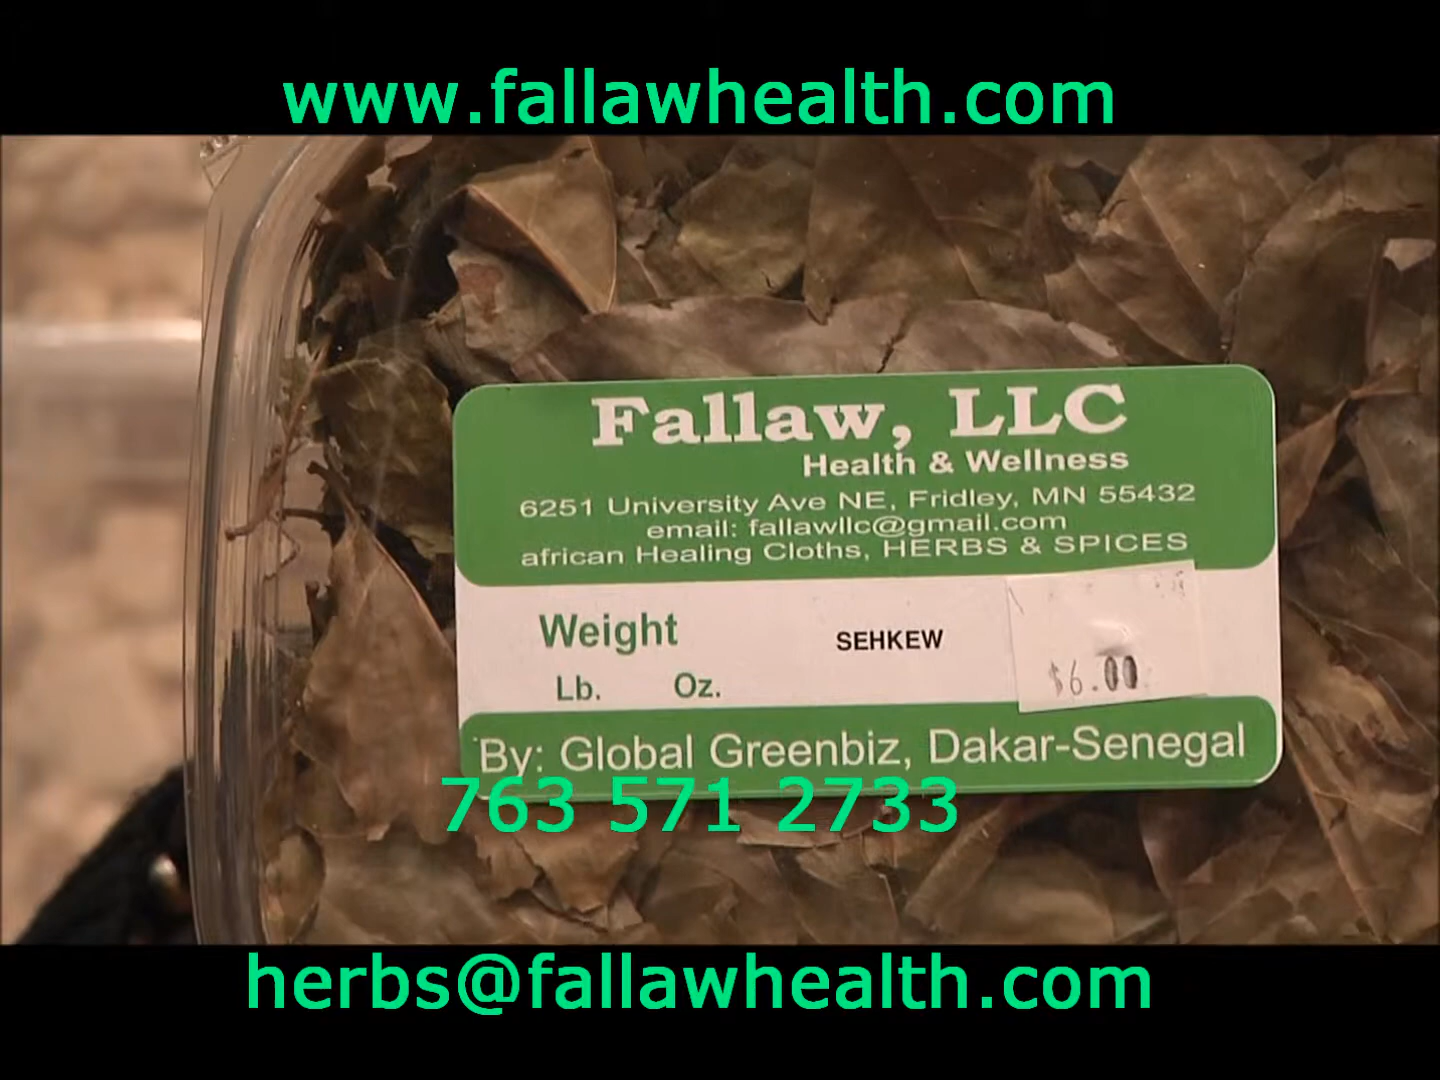 www.fallawhealth.com
Fallaw, LLC
Health & Wellness
6251 University Ave NE, Fridley, MN 55432
email: fallawllc@gmail.com
african Healing Cloths, HERBS & SPICES
Weight
SEHKEW
Lb. Oz.
$6.00
By: Global Greenbiz, Dakar-Senegal
763 571 2733
herbs@fallawhealth.com